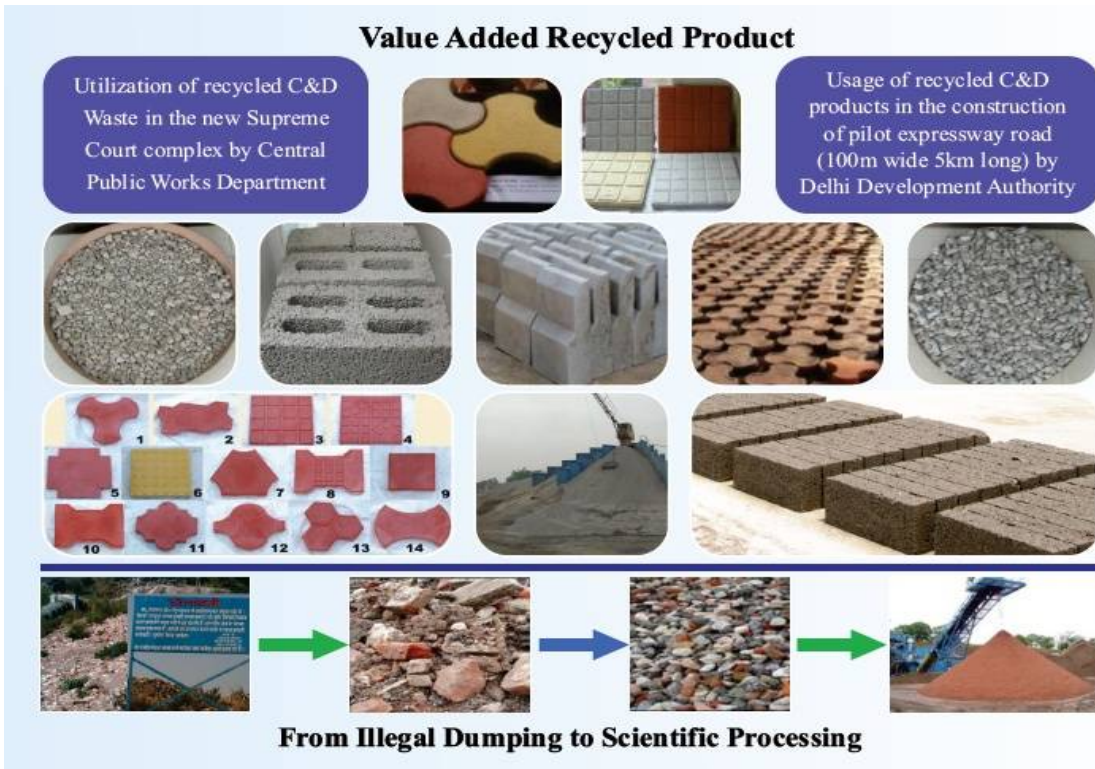 Value Added Recycled Product
Utilization of recycled C&D
Waste in the new Supreme
Court complex by Central
Public Works Department
Usage of recycled C&D
products in the construction
of pilot expressway road
(100m wide 5km long) by
Delhi Development Authority
1 2 3 4
5 6 7 8 9
10 11 12 13 14
From Illegal Dumping to Scientific Processing